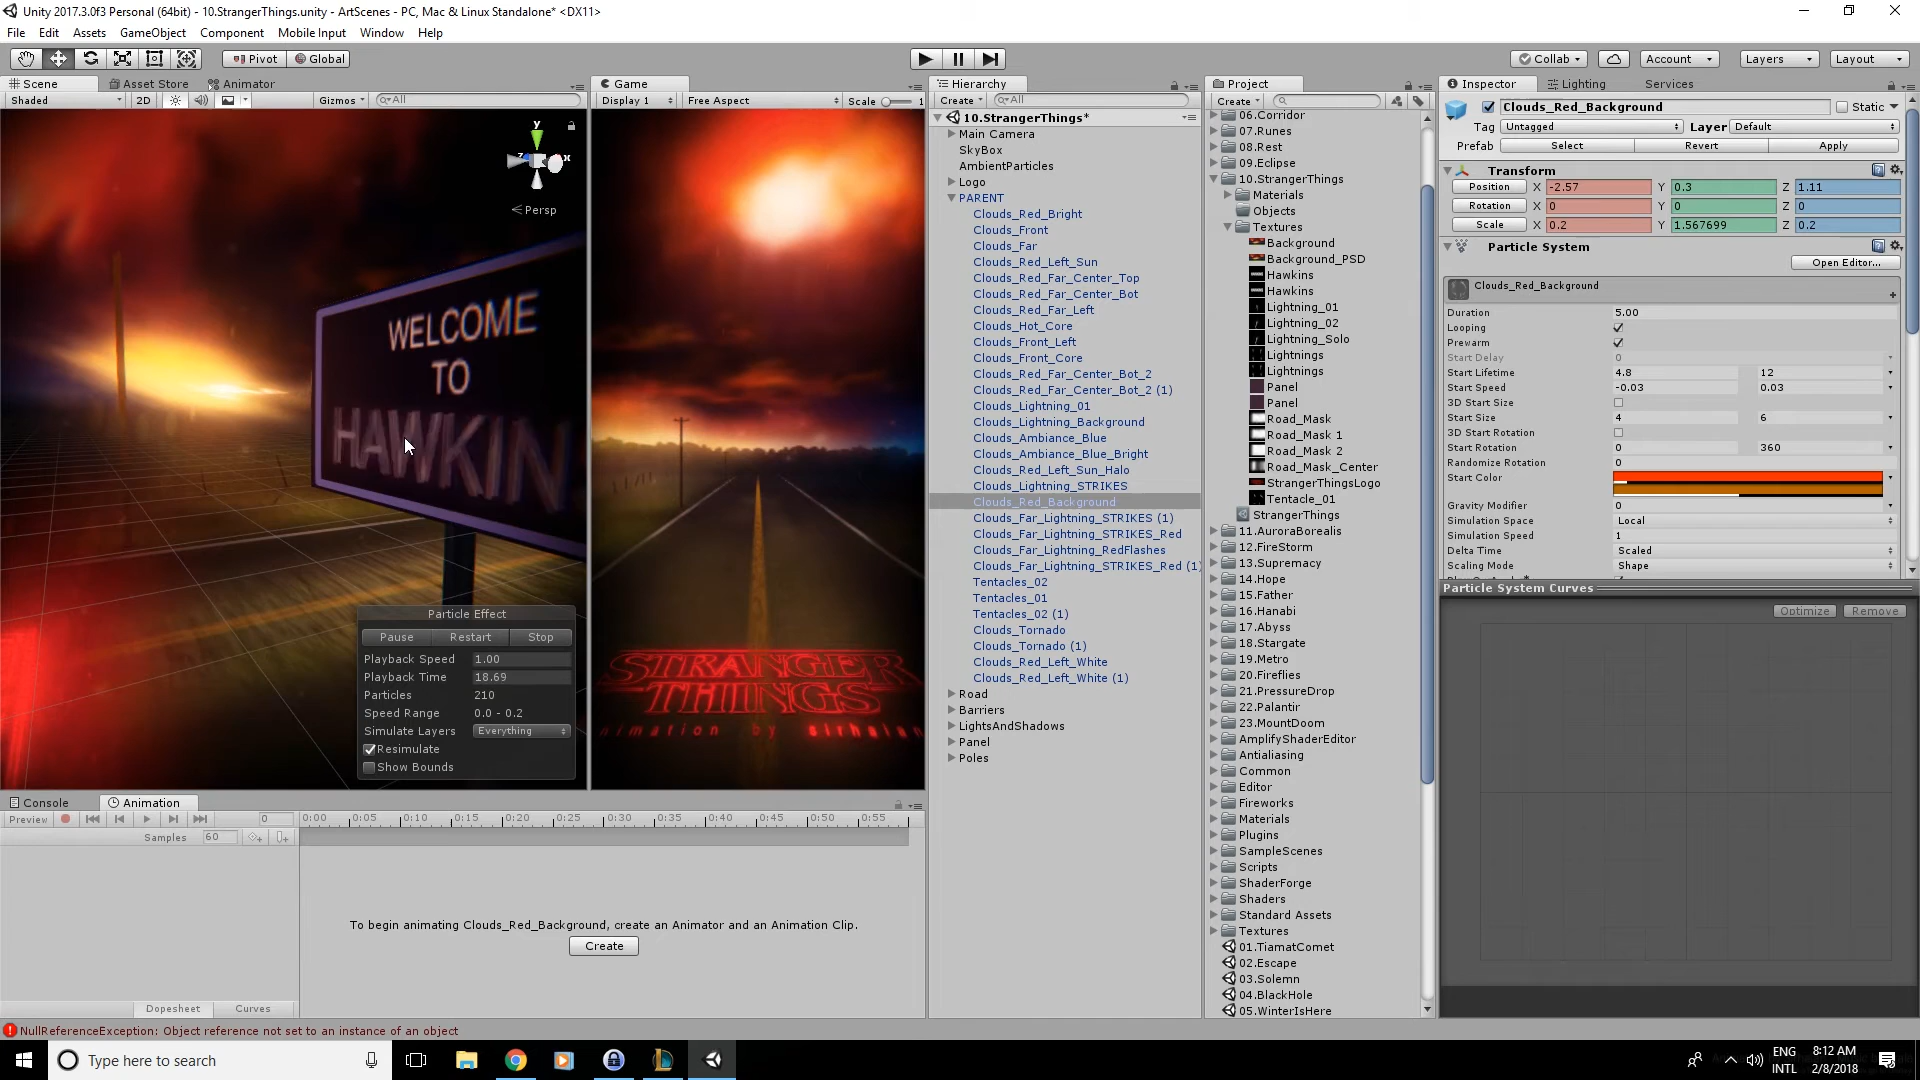 Unity 2017.3.0f3 Personal (64bit) - 10.StrangerThings.unity - ArtScenes - PC, Mac & Linux Standalone* <DX11>
File Edit Assets GameObject Component Mobile Input Window Help
Pivot Global Collab Account Layers Layout
Scene Asset Store Animator
Shaded 2D Gizmos All
y
x
z
Persp
WELCOME
TO
HAWKIN
Particle Effect
Pause Restart Stop
Playback Speed 1.00
Playback Time 18.69
Particles 210
Speed Range 0.0 - 0.2
Simulate Layers Everything
Resimulate
Show Bounds
Game
Display 1 Free Aspect Scale 1
STRANGER
THINGS
nimation by
Hierarchy
Create All
10.StrangerThings*
Main Camera
SkyBox
AmbientParticles
Logo
PARENT
Clouds_Red_Bright
Clouds_Front
Clouds_Far
Clouds_Red_Left_Sun
Clouds_Red_Far_Center_Top
Clouds_Red_Far_Center_Bot
Clouds_Red_Far_Left
Clouds_Hot_Core
Clouds_Front_Left
Clouds_Front_Core
Clouds_Red_Far_Center_Bot_2
Clouds_Red_Far_Center_Bot_2 (1)
Clouds_Lightning_01
Clouds_Lightning_Background
Clouds_Ambiance_Blue
Clouds_Ambiance_Blue_Bright
Clouds_Red_Left_Sun_Halo
Clouds_Lightning_STRIKES
Clouds_Red_Background
Clouds_Far_Lightning_STRIKES (1)
Clouds_Far_Lightning_STRIKES_Red
Clouds_Far_Lightning_RedFlashes
Clouds_Far_Lightning_STRIKES_Red (1)
Tentacles_02
Tentacles_01
Tentacles_02 (1)
Clouds_Tornado
Clouds_Tornado (1)
Clouds_Red_Left_White
Clouds_Red_Left_White (1)
Road
Barriers
LightsAndShadows
Panel
Poles
Project
Create
06.Corridor
07.Runes
08.Rest
09.Eclipse
10.StrangerThings
Materials
Objects
Textures
Background
Background_PSD
Hawkins
Hawkins
Lightning_01
Lightning_02
Lightning_Solo
Lightnings
Lightnings
Panel
Panel
Road_Mask
Road_Mask 1
Road_Mask 2
Road_Mask_Center
StrangerThingsLogo
Tentacle_01
StrangerThings
11.AuroraBorealis
12.FireStorm
13.Supremacy
14.Hope
15.Father
16.Hanabi
17.Abyss
18.Stargate
19.Metro
20.Fireflies
21.PressureDrop
22.Palantir
23.MountDoom
AmplifyShaderEditor
Antialiasing
Common
Editor
Fireworks
Materials
Plugins
SampleScenes
Scripts
ShaderForge
Shaders
Standard Assets
Textures
01.TiamatComet
02.Escape
03.Solemn
04.BlackHole
05.WinterIsHere
Inspector Lighting Services
Clouds_Red_Background Static
Tag Untagged Layer Default
Prefab Select Revert Apply
Transform
Position X -2.57 Y 0.3 Z 1.11
Rotation X 0 Y 0 Z 0
Scale X 0.2 Y 1.567699 Z 0.2
Particle System
Open Editor...
Clouds_Red_Background
Duration 5.00
Looping
Prewarm
Start Delay 0
Start Lifetime 4.8 12
Start Speed -0.03 0.03
3D Start Size
Start Size 4 6
3D Start Rotation
Start Rotation 0 360
Randomize Rotation 0
Start Color
Gravity Modifier 0
Simulation Space Local
Simulation Speed 1
Delta Time Scaled
Scaling Mode Shape
Particle System Curves
Optimize Remove
Console Animation
Preview 0 0:00 0:05 0:10 0:15 0:20 0:25 0:30 0:35 0:40 0:45 0:50 0:55
Samples 60
To begin animating Clouds_Red_Background, create an Animator and an Animation Clip.
Create
Dopesheet Curves
NullReferenceException: Object reference not set to an instance of an object
Type here to search
ENG
INTL
8:12 AM
2/8/2018